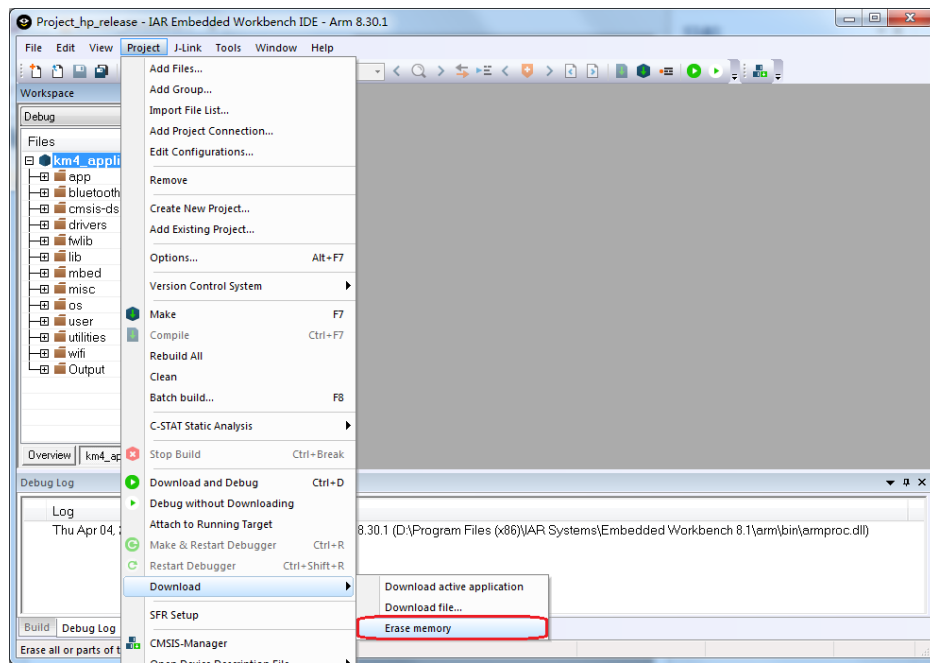 Project_hp_release - IAR Embedded Workbench IDE - Arm 8.30.1
File Edit View Project J-Link Tools Window Help
Workspace
Debug
Files
km4_appli
app
bluetooth
cmsis-ds
drivers
fwlib
lib
mbed
misc
os
user
utilities
wifi
Output
Overview km4_ap
Add Files...
Add Group...
Import File List...
Add Project Connection...
Edit Configurations...
Remove
Create New Project...
Add Existing Project...
Options... Alt+F7
Version Control System
Make F7
Compile Ctrl+F7
Rebuild All
Clean
Batch build... F8
C-STAT Static Analysis
Stop Build Ctrl+Break
Download and Debug Ctrl+D
Debug without Downloading
Attach to Running Target
Make & Restart Debugger Ctrl+R
Restart Debugger Ctrl+Shift+R
Download
SFR Setup
CMSIS-Manager
Open Device Description File
Download active application
Download file...
Erase memory
Debug Log
Log
Thu Apr 04, 8.30.1 (D:\Program Files (x86)\IAR Systems\Embedded Workbench 8.1\arm\bin\armproc.dll)
Build Debug Log
Erase all or parts of t